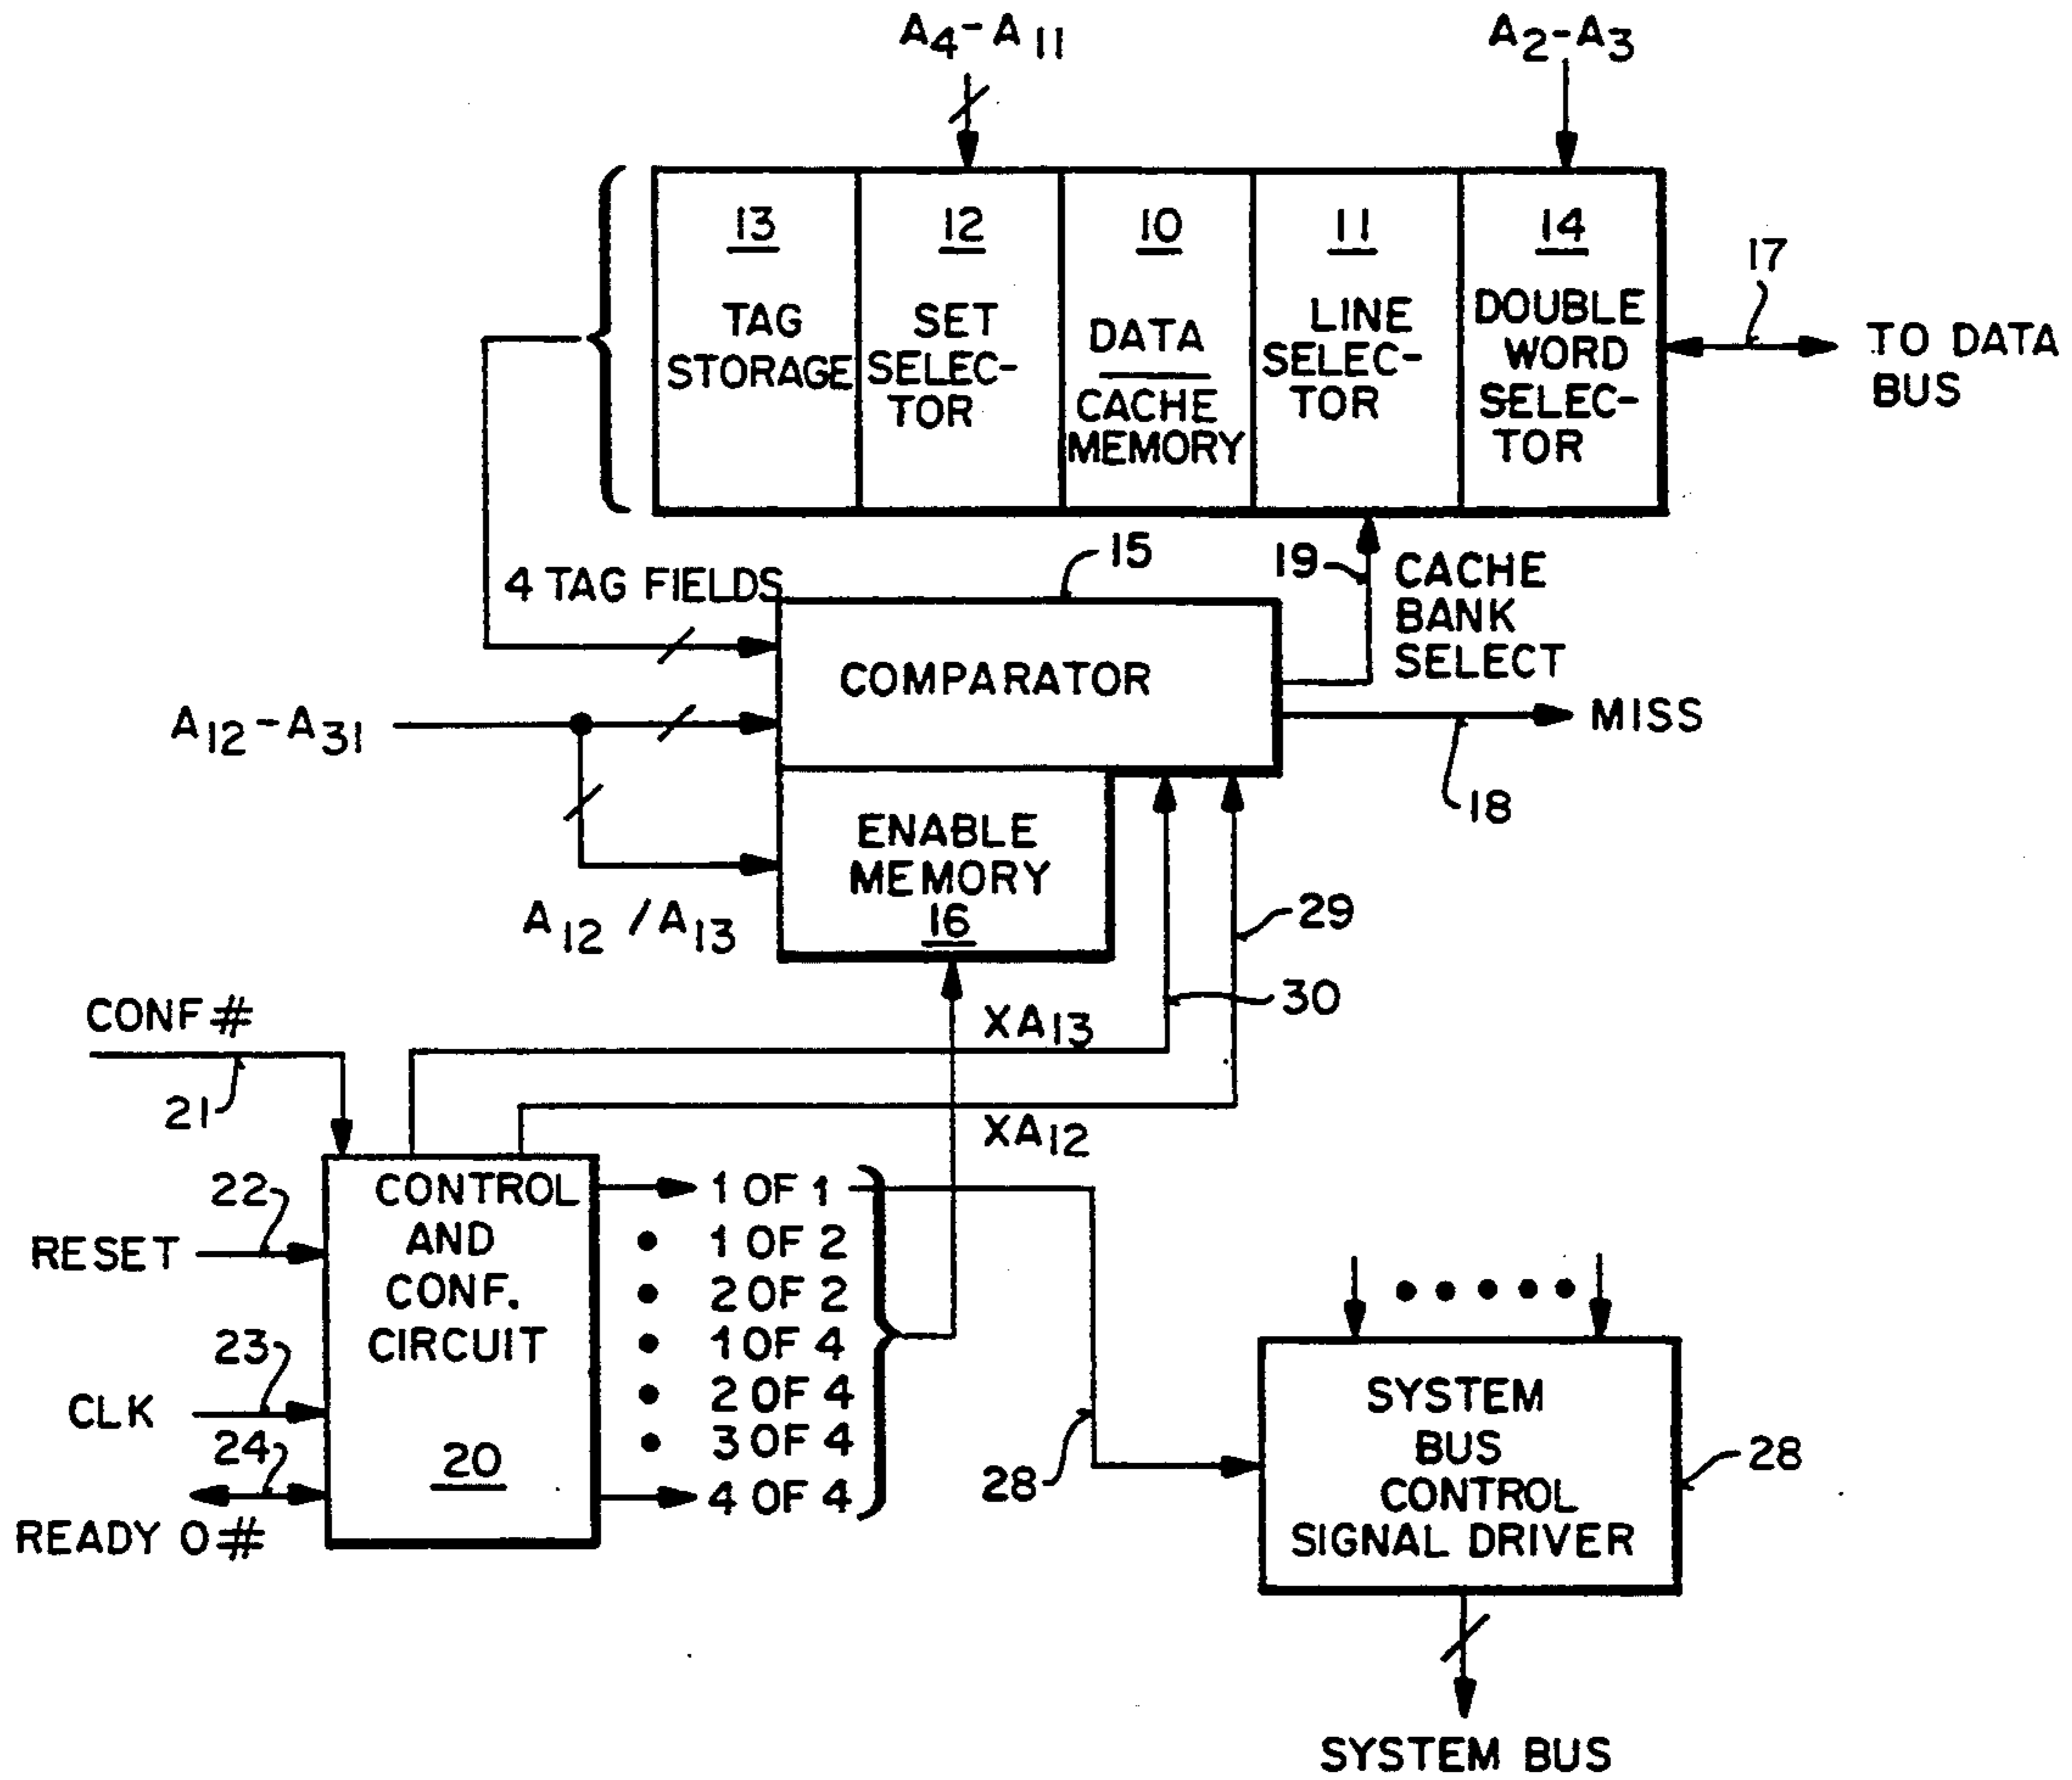 A4-A11
A2-A3
13
TAG
STORAGE
12
SET
SELEC-
TOR
10
DATA
CACHE
MEMORY
11
LINE
SELEC-
TOR
14
DOUBLE
WORD
SELEC-
TOR
17
TO DATA
BUS
4 TAG FIELDS
15
19
CACHE
BANK
SELECT
COMPARATOR
A12-A31
MISS
18
ENABLE
MEMORY
16
A12 /A13
29
30
CONF#
21
XA13
XA12
22
RESET
23
CLK
24
READY O#
CONTROL
AND
CONF.
CIRCUIT
20
1 OF 1
1 OF 2
2 OF 2
1 OF 4
2 OF 4
3 OF 4
4 OF 4
28
SYSTEM
BUS
CONTROL
SIGNAL DRIVER
28
SYSTEM BUS